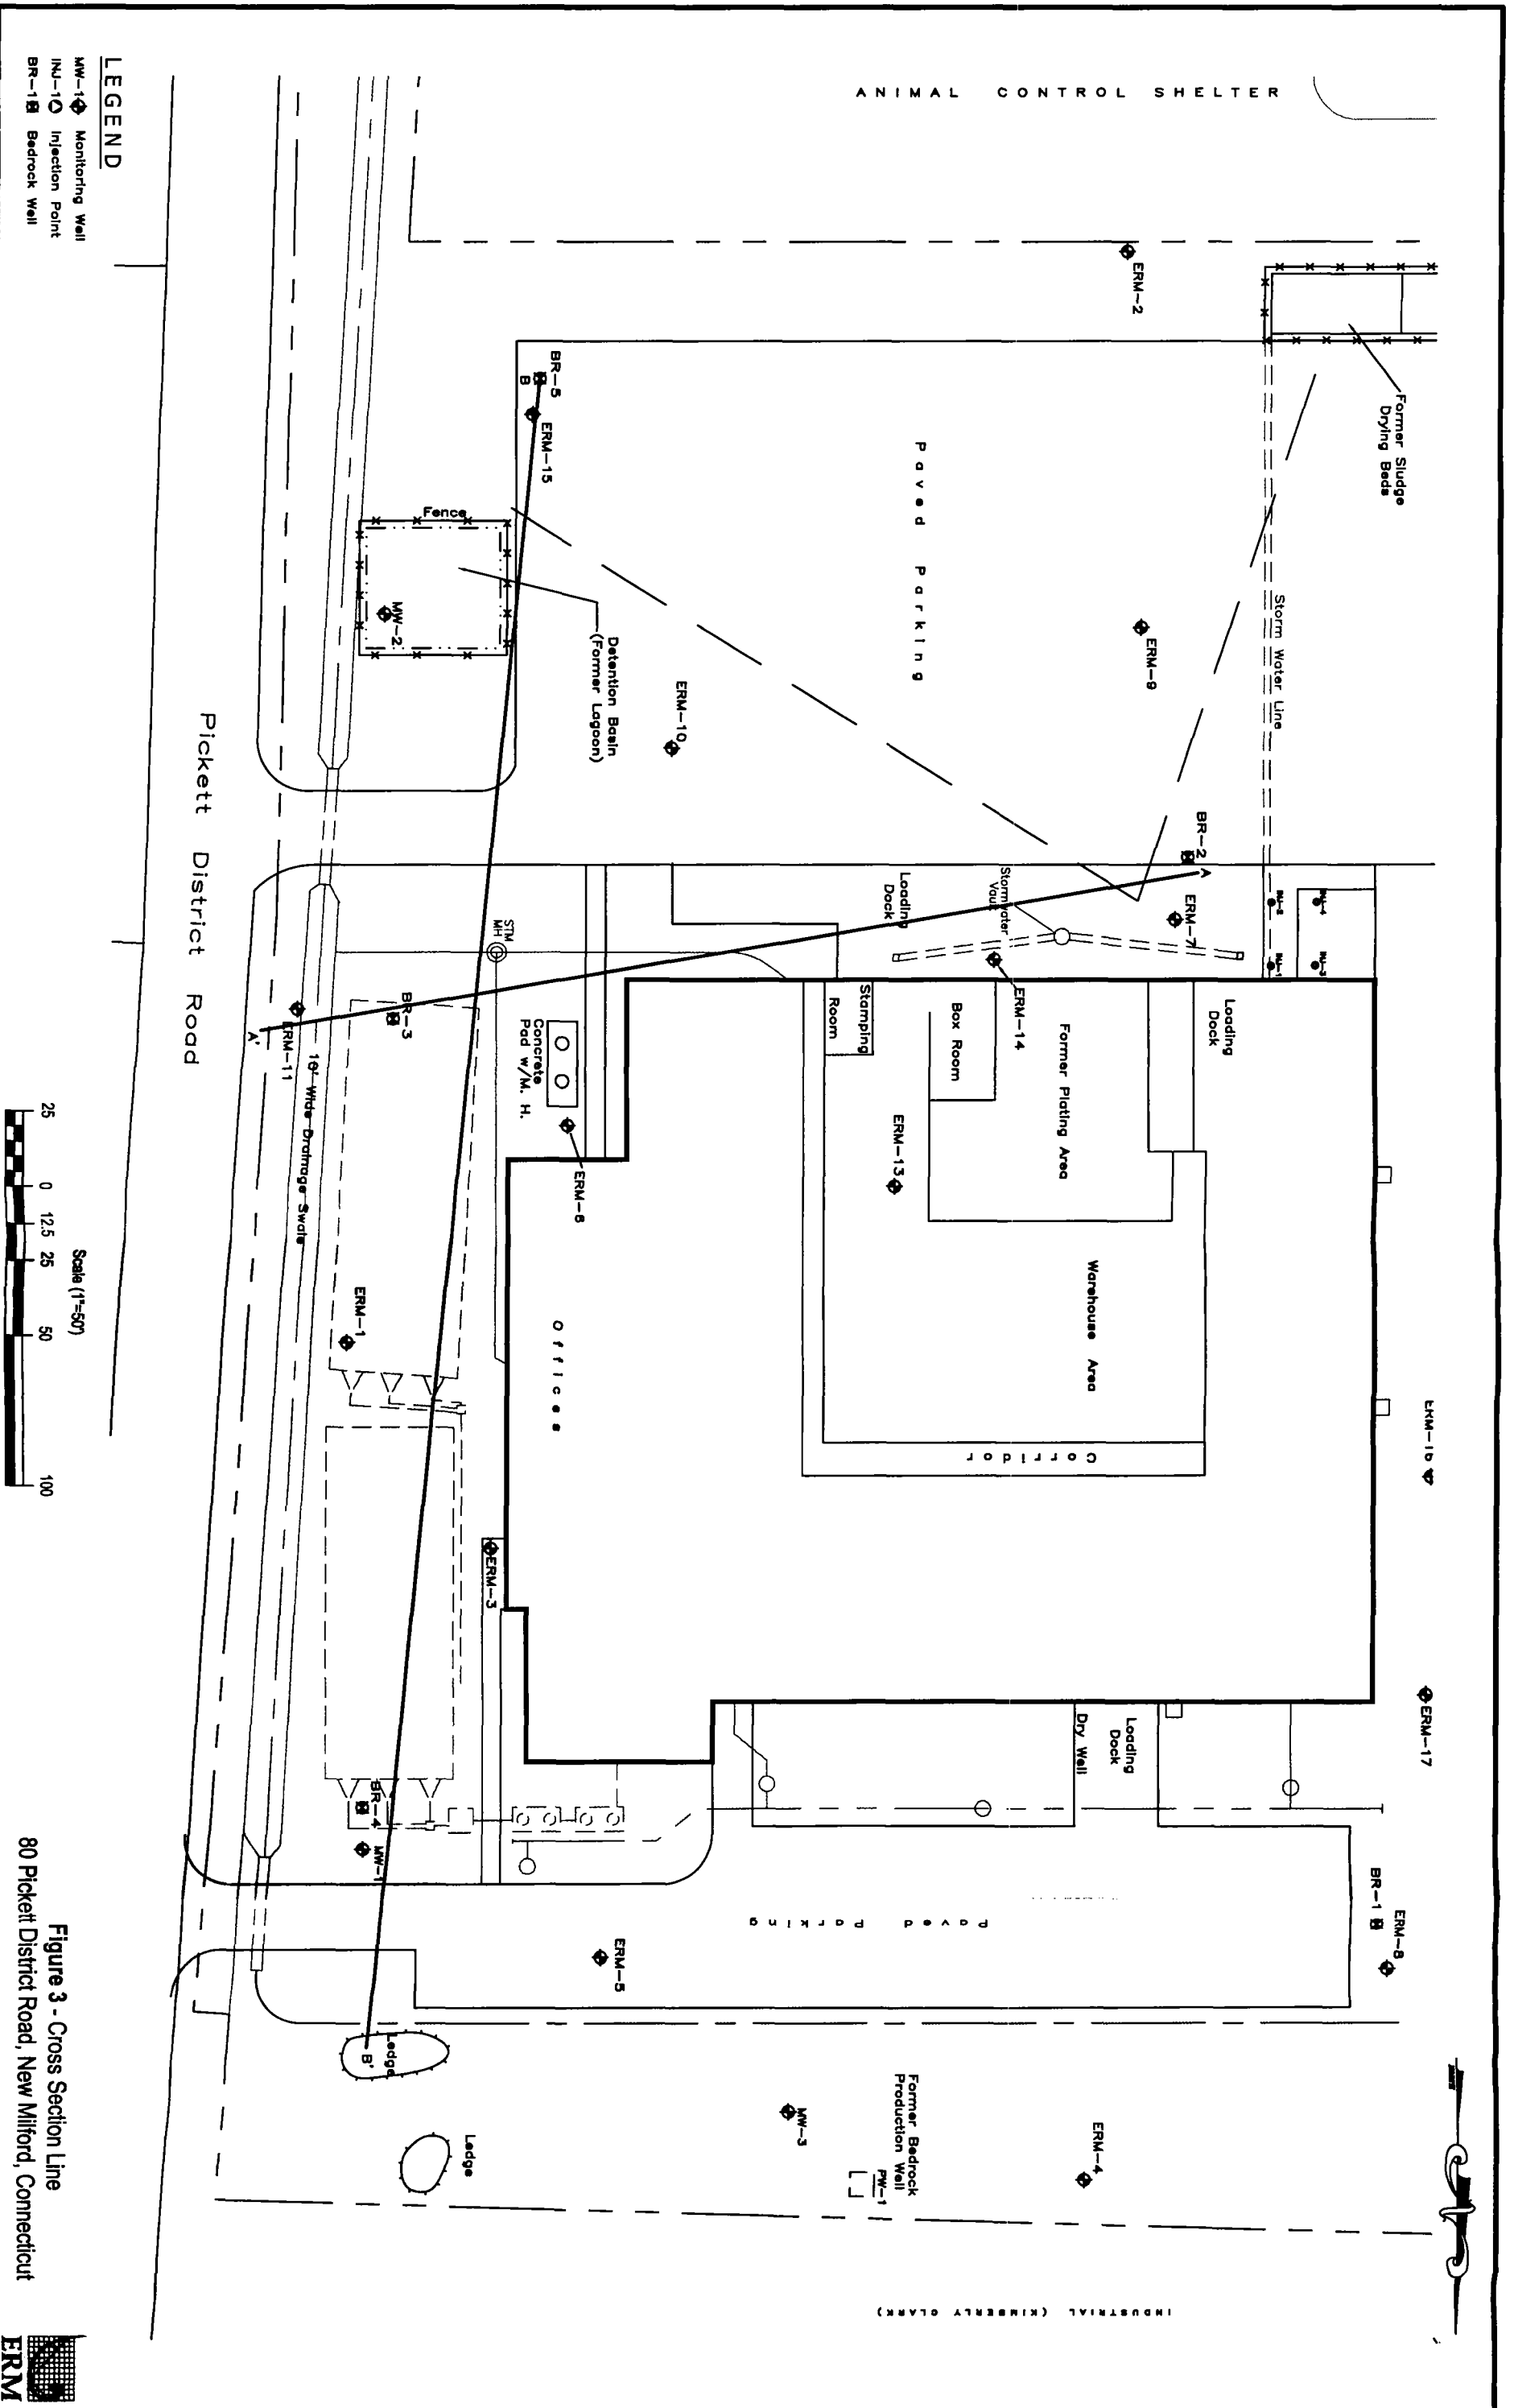 ANIMAL CONTROL SHELTER
LEGEND
MW-1 Monitoring Well
INJ-1 Injection Point
BR-1 Bedrock Well
ERM-2
Former Sludge
Drying Beds
BR-5
B
ERM-15
Paved Parking
Fence
MW-2
Detention Basin
(Former Lagoon)
ERM-9
Storm Water Line
ERM-10
Pickett District Road
BR-2
A
ERM-7
INJ-4
INJ-3
INJ-1
Loading
Dock
Stormwater
Vault
STM
MH
ERM-14
Loading
Dock
Stamping
Room
Box Room
Former Plating Area
BR-3
A'
ERM-11
16' Wide Drainage Swale
Concrete
Pad w/M. H.
ERM-6
ERM-13
Warehouse Area
ERM-1
Offices
Corridor
ERM-16
ERM-3
ERM-17
Loading
Dock
Dry Well
BR-4
MW-1
paved parking
BR-1
ERM-8
ERM-5
Ledge
B'
Ledge
MW-3
Former Bedrock
Production Well
PW-1
ERM-4
INDUSTRIAL (KIMBERLY CLARK)
Scale (1"=50')
25 0 12.5 25 50 100
Figure 3 - Cross Section Line
80 Pickett District Road, New Milford, Connecticut
ERM